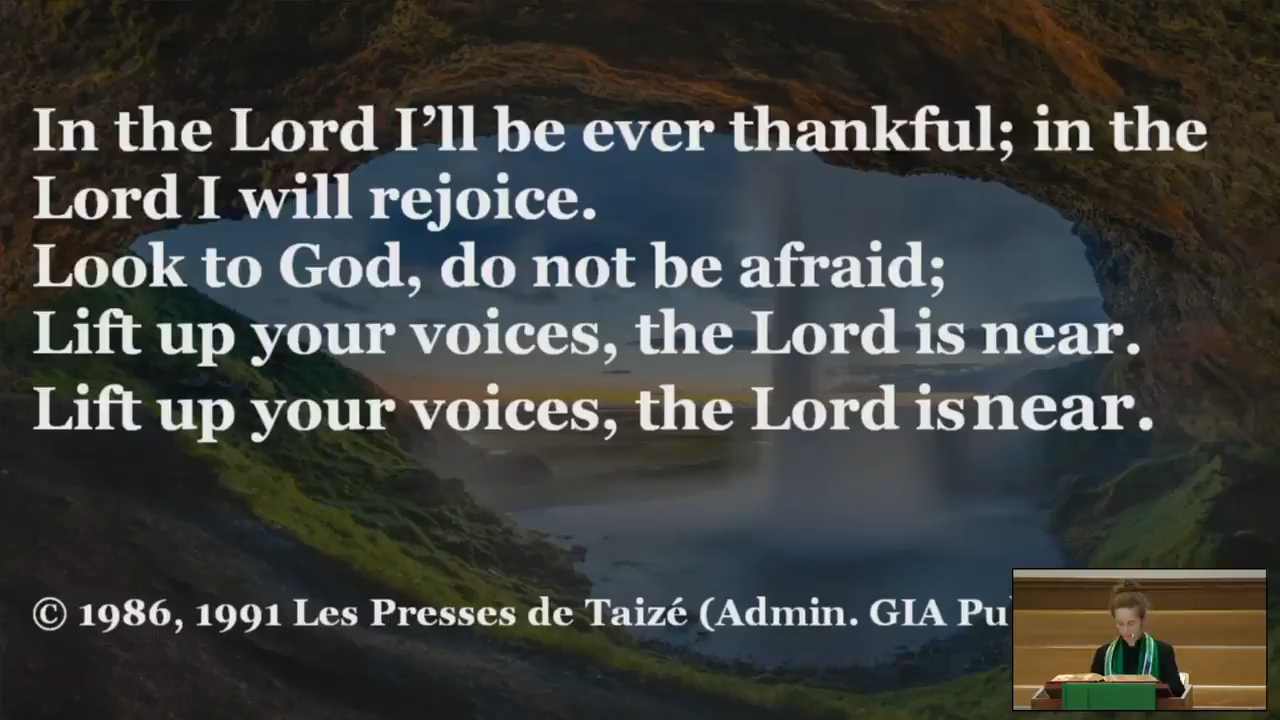 In the Lord I’ll be ever thankful; in the
Lord I will rejoice.
Look to God, do not be afraid;
Lift up your voices, the Lord is near.
Lift up your voices, the Lord is near.
© 1986, 1991 Les Presses de Taizé (Admin. GIA Pu